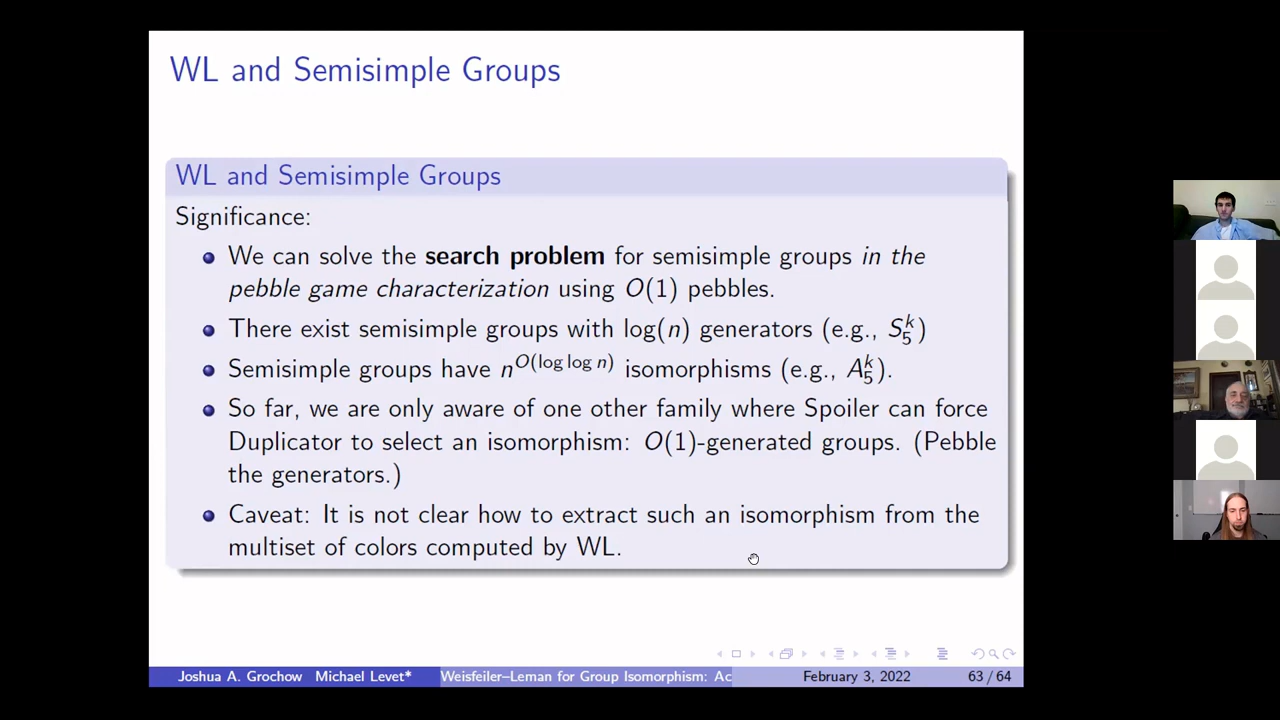 WL and Semisimple Groups
WL and Semisimple Groups
Significance:
We can solve the search problem for semisimple groups in the
pebble game characterization using O(1) pebbles.
There exist semisimple groups with log(n) generators (e.g., S₅ᵏ)
Semisimple groups have n^{O(log log n)} isomorphisms (e.g., A₅ᵏ).
So far, we are only aware of one other family where Spoiler can force
Duplicator to select an isomorphism: O(1)-generated groups. (Pebble
the generators.)
Caveat: It is not clear how to extract such an isomorphism from the
multiset of colors computed by WL.
Joshua A. Grochow Michael Levet* Weisfeiler–Leman for Group Isomorphism: Ac February 3, 2022 63 / 64